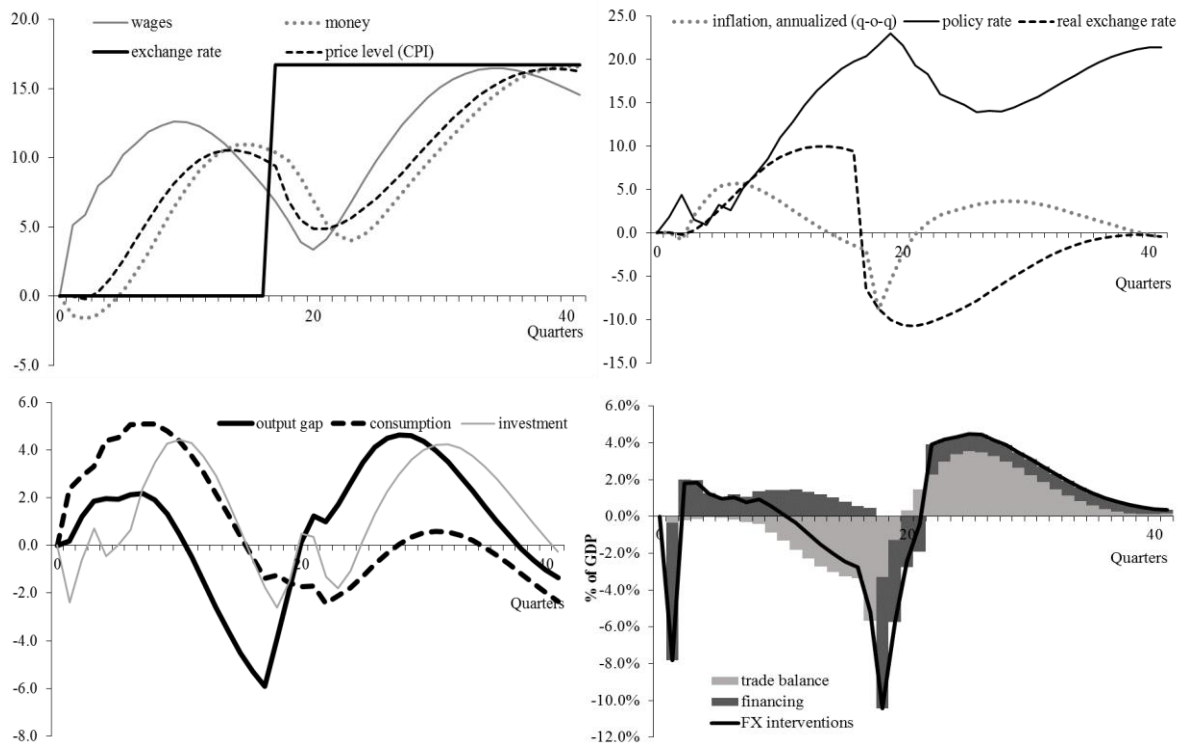 20.0
15.0
10.0
5.0
0.0
-5.0
wages
money
exchange rate
price level (CPI)
0
20
40
Quarters
25.0
20.0
15.0
10.0
5.0
0.0
-5.0
-10.0
-15.0
inflation, annualized (q-o-q)
policy rate
real exchange rate
0
20
40
Quarters
6.0
4.0
2.0
0.0
-2.0
-4.0
-6.0
-8.0
output gap
consumption
investment
0
20
40
Quarters
% of GDP
6.0%
4.0%
2.0%
0.0%
-2.0%
-4.0%
-6.0%
-8.0%
-10.0%
-12.0%
0
20
40
Quarters
trade balance
financing
FX interventions